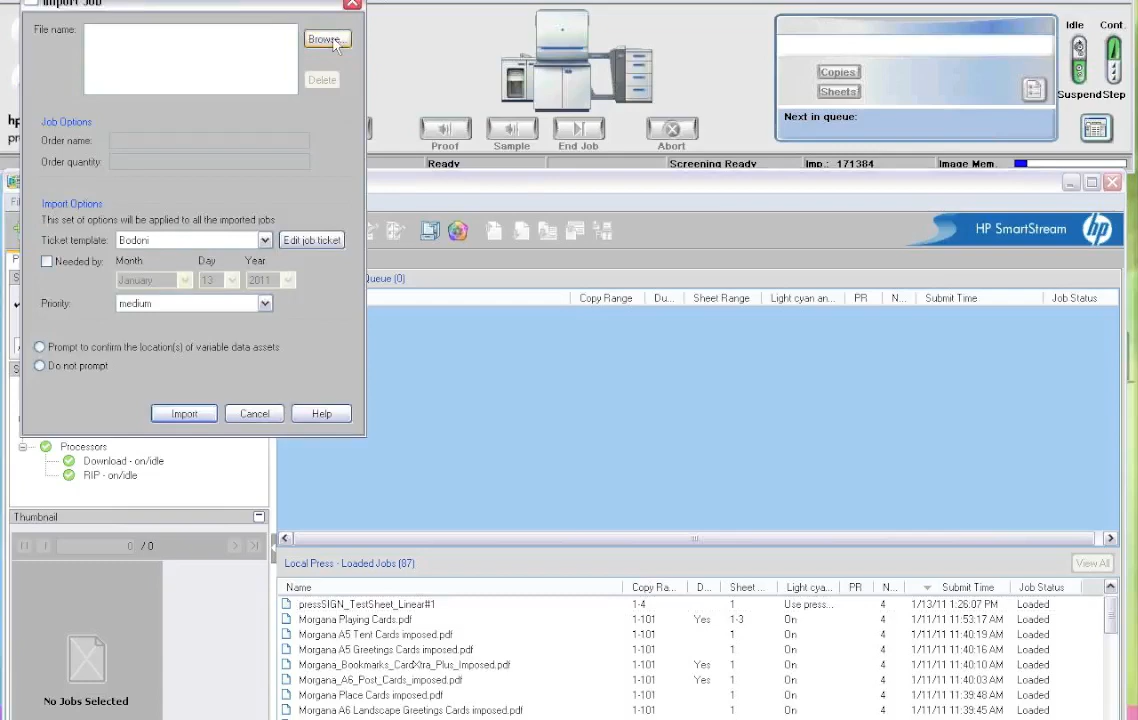 Import Job
File name:
Browse...
Delete
Job Options
Order name:
Order quantity:
Import Options
This set of options will be applied to all the imported jobs
Ticket template: Bodoni Edit job ticket
Needed by: Month Day Year
January 13 2011
Priority: medium
Prompt to confirm the location(s) of variable data assets
Do not prompt
Import Cancel Help
hp
Proof Sample End Job Abort
Copies
Sheets
Next in queue:
Idle Cont.
Suspend Step
Ready Screening Ready Imp.: 171384 Image Mem.
HP SmartStream hp
Queue (0)
Copy Range Du... Sheet Range Light cyan an... PR N... Submit Time Job Status
Processors
Download - on/idle
RIP - on/idle
Thumbnail
0 / 0
No Jobs Selected
Local Press - Loaded Jobs (87) View All
Name Copy Ra... D... Sheet ... Light cya... PR N... Submit Time Job Status
pressSIGN_TestSheet_Linear#1 1-4 1 Use press... 4 1/13/11 1:26:07 PM Loaded
Morgana Playing Cards.pdf 1-101 Yes 1-3 On 4 1/11/11 11:53:17 AM Loaded
Morgana A5 Tent Cards imposed.pdf 1-101 1 On 4 1/11/11 11:40:19 AM Loaded
Morgana A5 Greetings Cards imposed.pdf 1-101 1 On 4 1/11/11 11:40:16 AM Loaded
Morgana_Bookmarks_CardXtra_Plus_Imposed.pdf 1-101 Yes 1 On 4 1/11/11 11:40:10 AM Loaded
Morgana_A6_Post_Cards_imposed.pdf 1-101 Yes 1 On 4 1/11/11 11:40:03 AM Loaded
Morgana Place Cards imposed.pdf 1-101 1 On 4 1/11/11 11:39:48 AM Loaded
Morgana A6 Landscape Greetings Cards imposed.pdf 1-101 1 On 4 1/11/11 11:39:45 AM Loaded